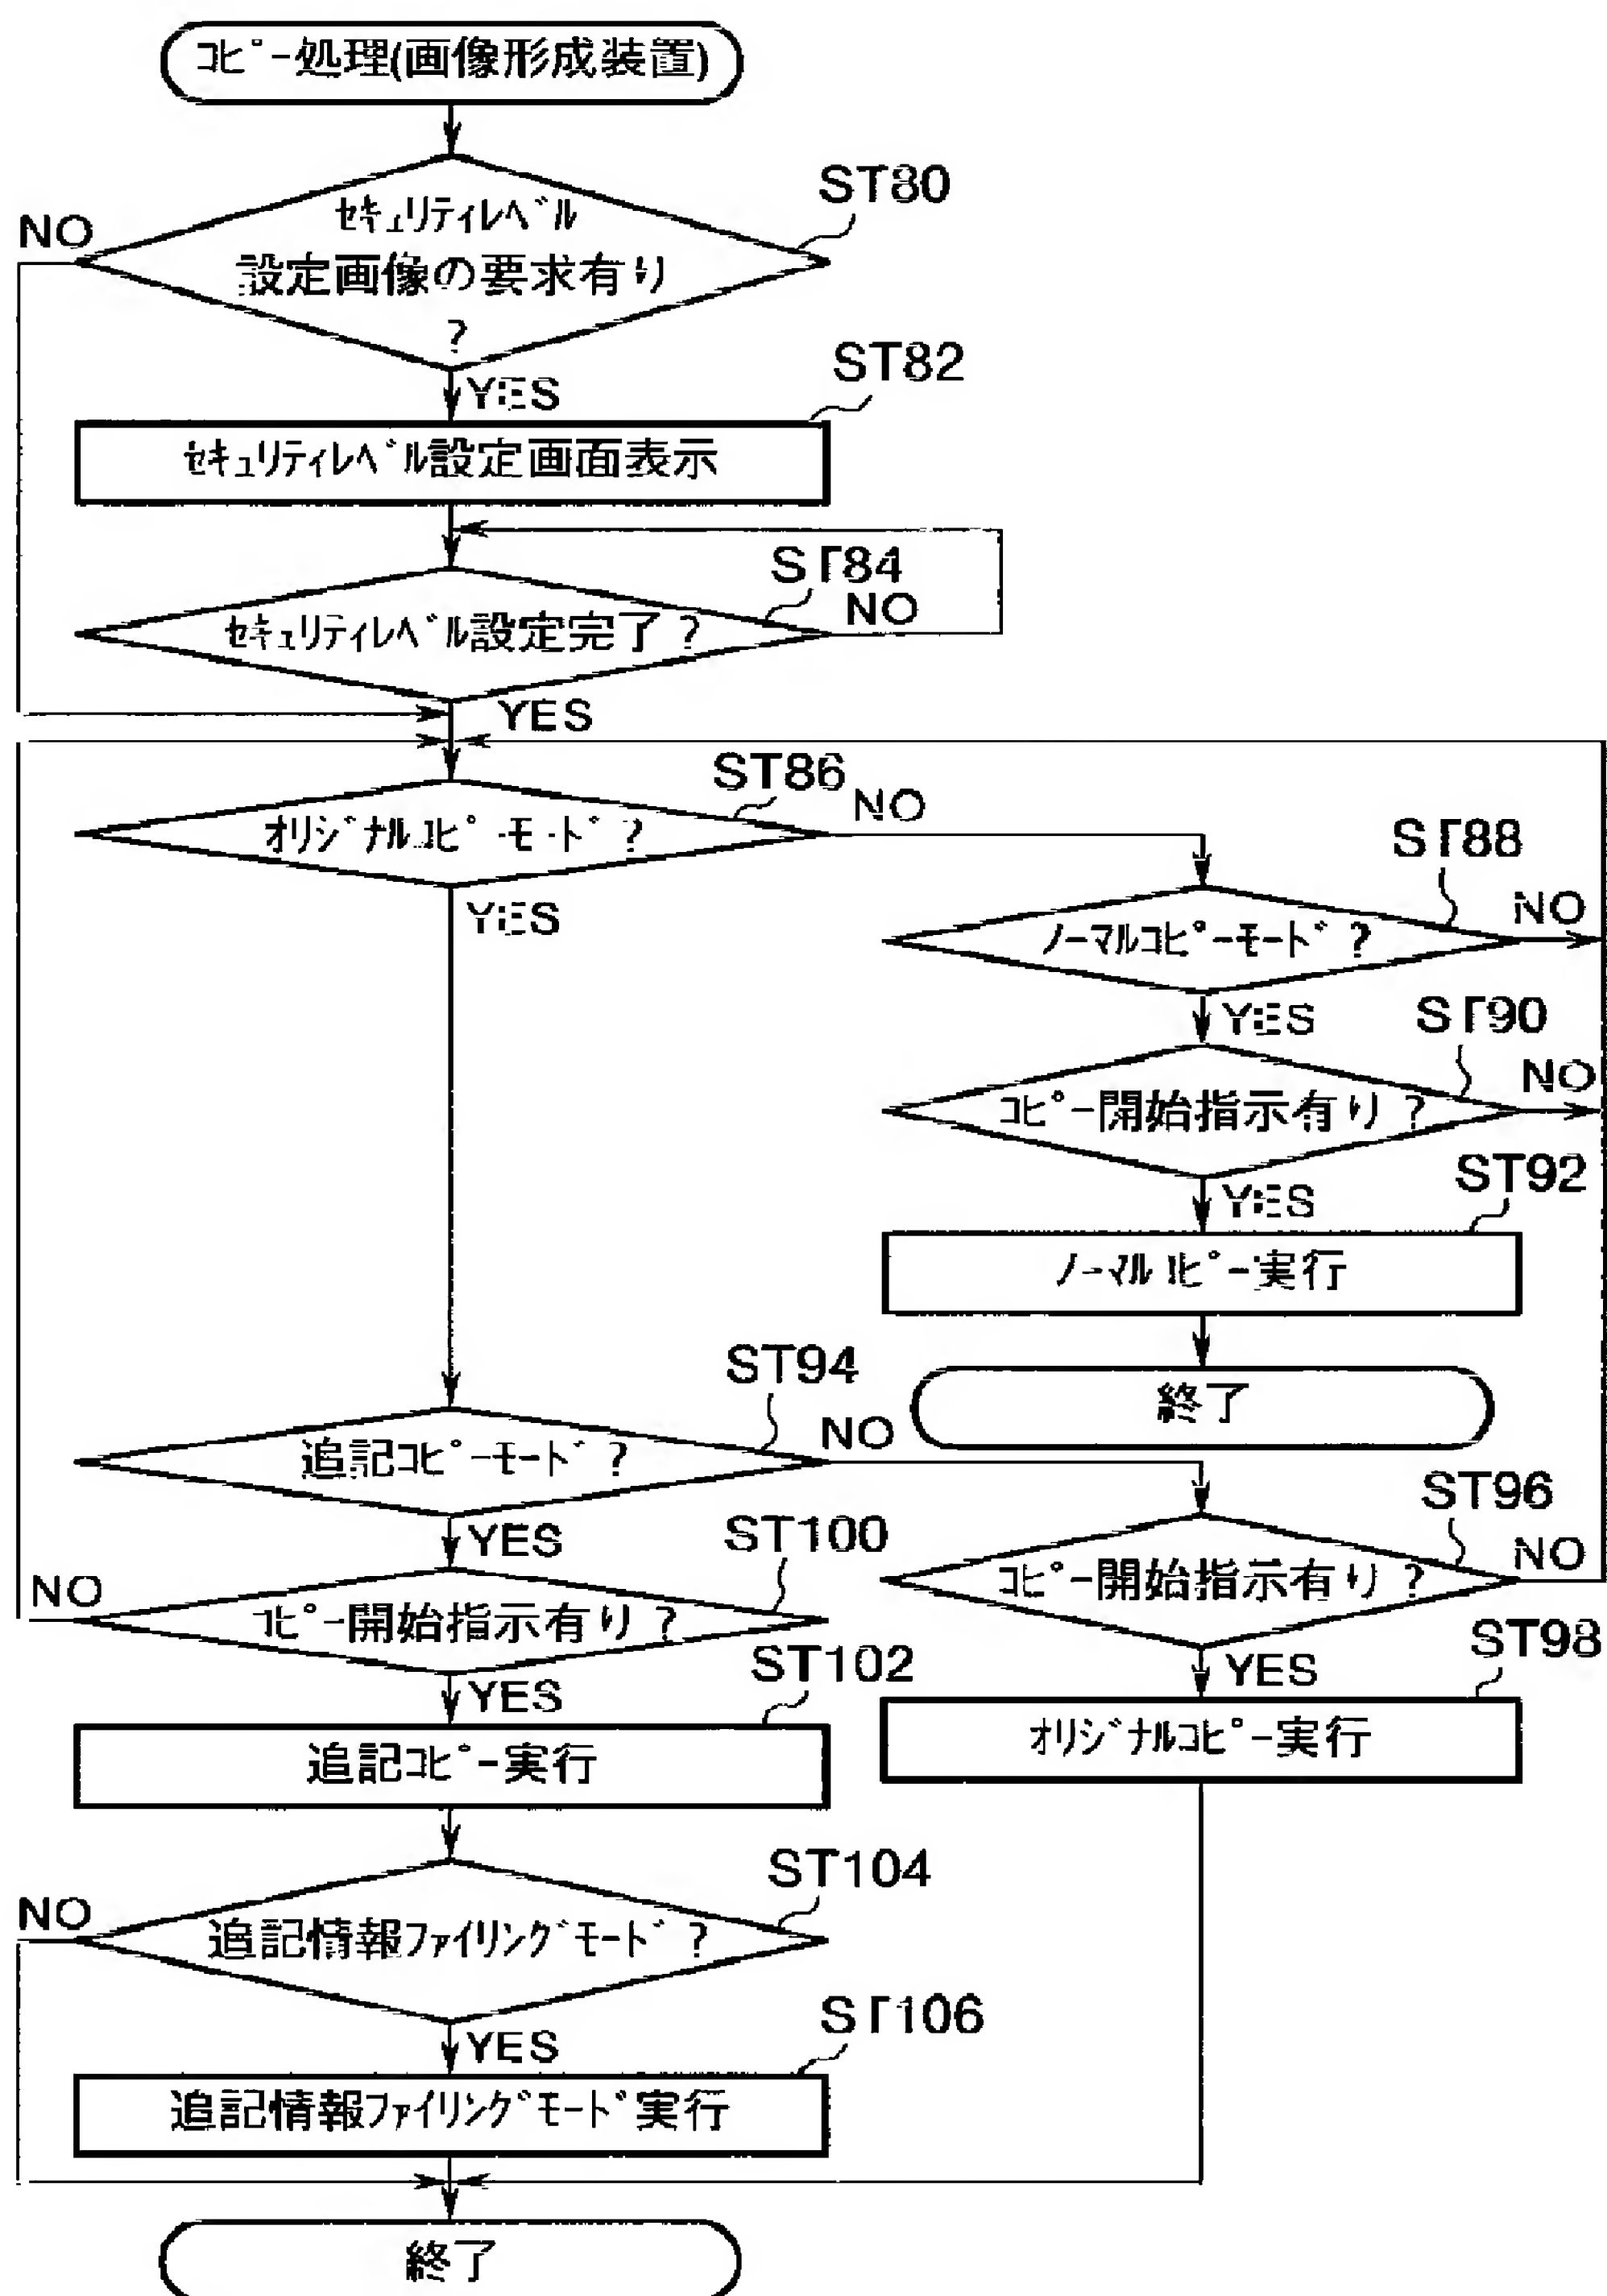 コピー処理(画像形成装置)
ST80
NO
セキュリティレベル
設定画像の要求有り
?
YES
ST82
セキュリティレベル設定画面表示
ST84
NO
セキュリティレベル設定完了?
YES
ST86
NO
オリジナルコピーモード?
YES
ST88
NO
ノーマルコピーモード?
YES
ST90
NO
コピー開始指示有り?
YES
ST92
ノーマルコピー実行
終了
ST94
NO
追記コピーモード?
YES
ST96
NO
コピー開始指示有り?
YES
ST98
オリジナルコピー実行
ST100
NO
コピー開始指示有り?
YES
ST102
追記コピー実行
ST104
NO
追記情報ファイリングモード?
YES
ST106
追記情報ファイリングモード実行
終了